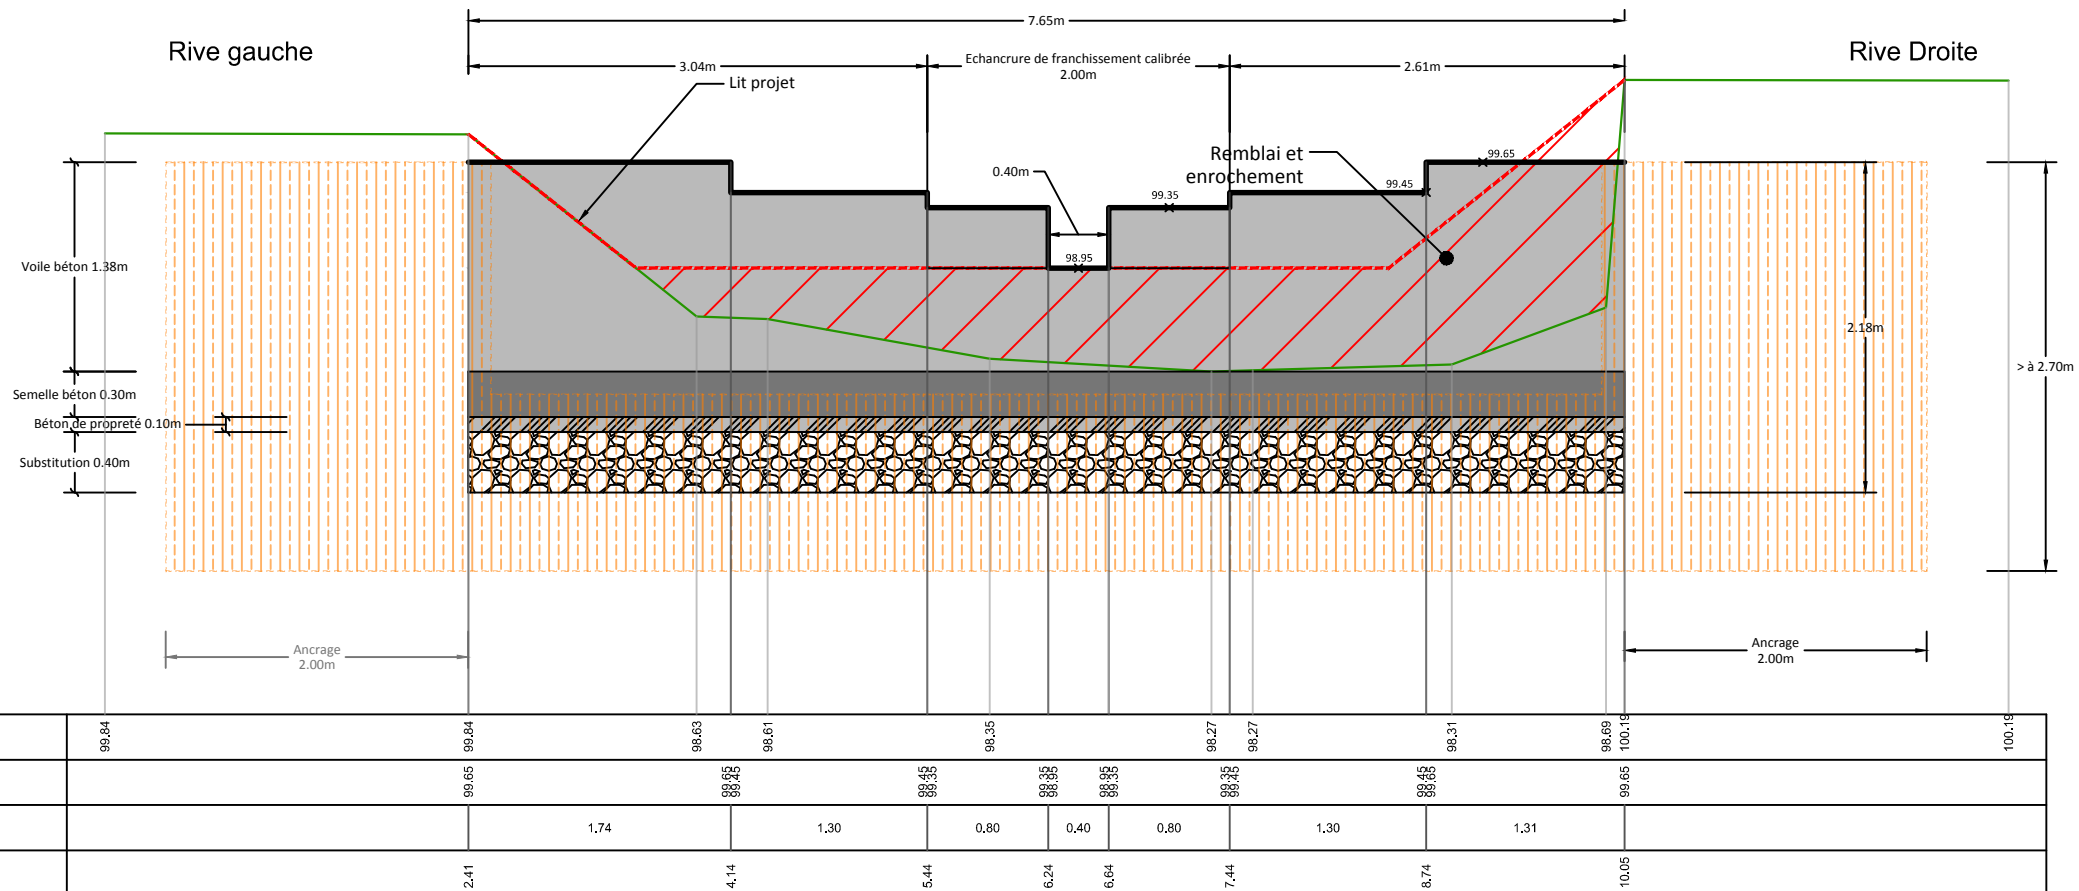 7.65m
Rive gauche
Rive Droite
3.04m
Echancrure de franchissement calibrée
2.00m
2.61m
Lit projet
Remblai et
enrochement
99.65
0.40m
99.45
99.35
98.95
Voile béton 1.38m
2.18m
> à 2.70m
Semelle béton 0.30m
Béton de propreté 0.10m
Substitution 0.40m
Ancrage
2.00m
Ancrage
2.00m
99.84 99.84 98.63 98.61 98.35 98.27 98.27 98.31 98.69 100.19 100.19
99.65 99.65 99.45 99.45 99.35 99.35 98.95 98.95 99.35 99.35 99.45 99.45 99.65 99.65
1.74 1.30 0.80 0.40 0.80 1.30 1.31
2.41 4.14 5.44 6.24 6.64 7.44 8.74 10.05